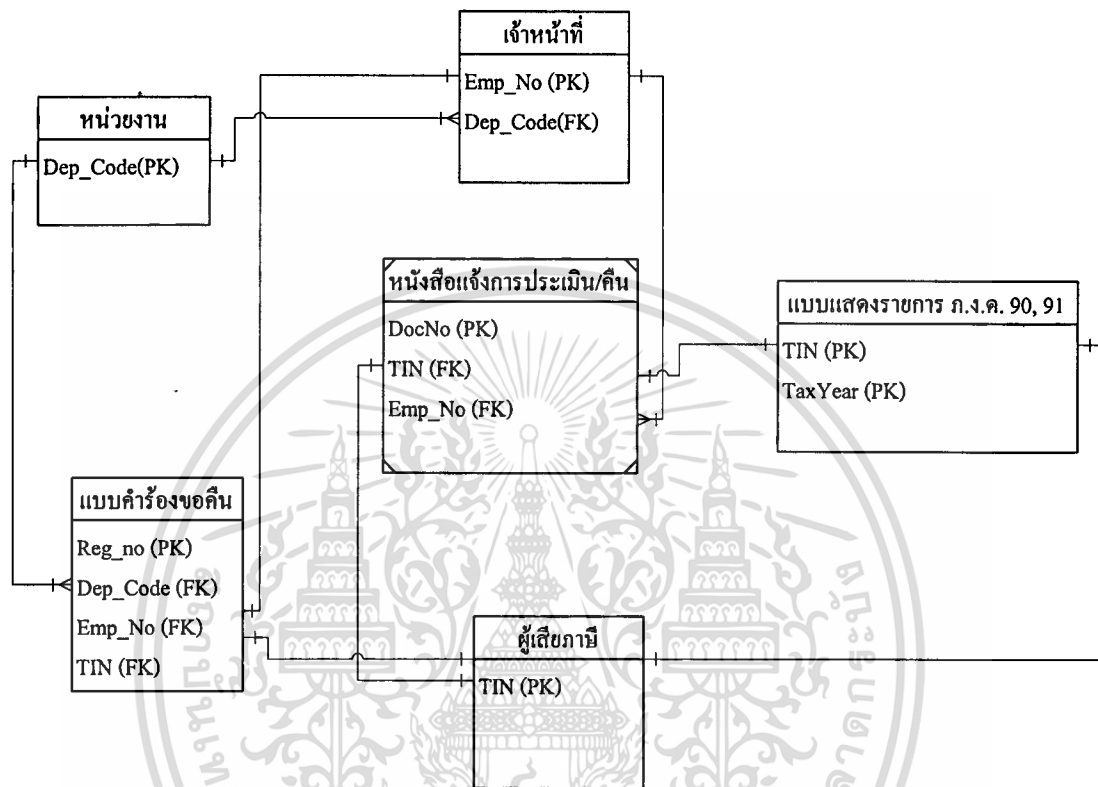 เจ้าหน้าที่
Emp_No (PK)
Dep_Code(FK)
หน่วยงาน
Dep_Code(PK)
หนังสือแจ้งการประเมิน/คืน
DocNo (PK)
TIN (FK)
Emp_No (FK)
แบบแสดงรายการ ภ.ง.ด. 90, 91
TIN (PK)
TaxYear (PK)
แบบคำร้องขอคืน
Reg_no (PK)
Dep_Code (FK)
Emp_No (FK)
TIN (FK)
ผู้เสียภาษี
TIN (PK)